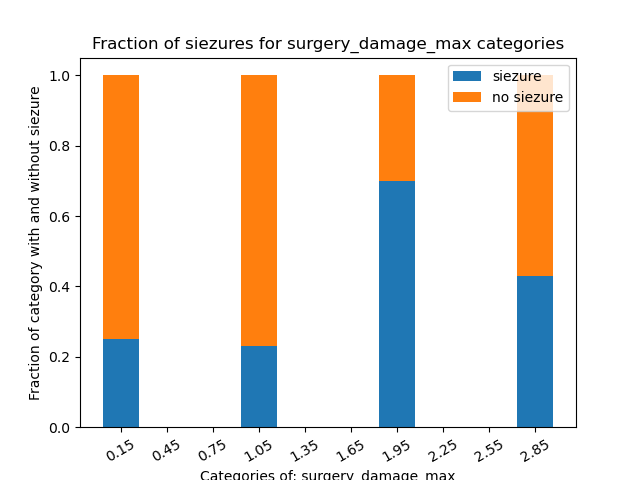 Fraction of siezures for surgery_damage_max categories
siezure
no siezure
Fraction of category with and without siezure
1.0
0.8
0.6
0.4
0.2
0.0
0.15 0.45 0.75 1.05 1.35 1.65 1.95 2.25 2.55 2.85
Categories of: surgery_damage_max